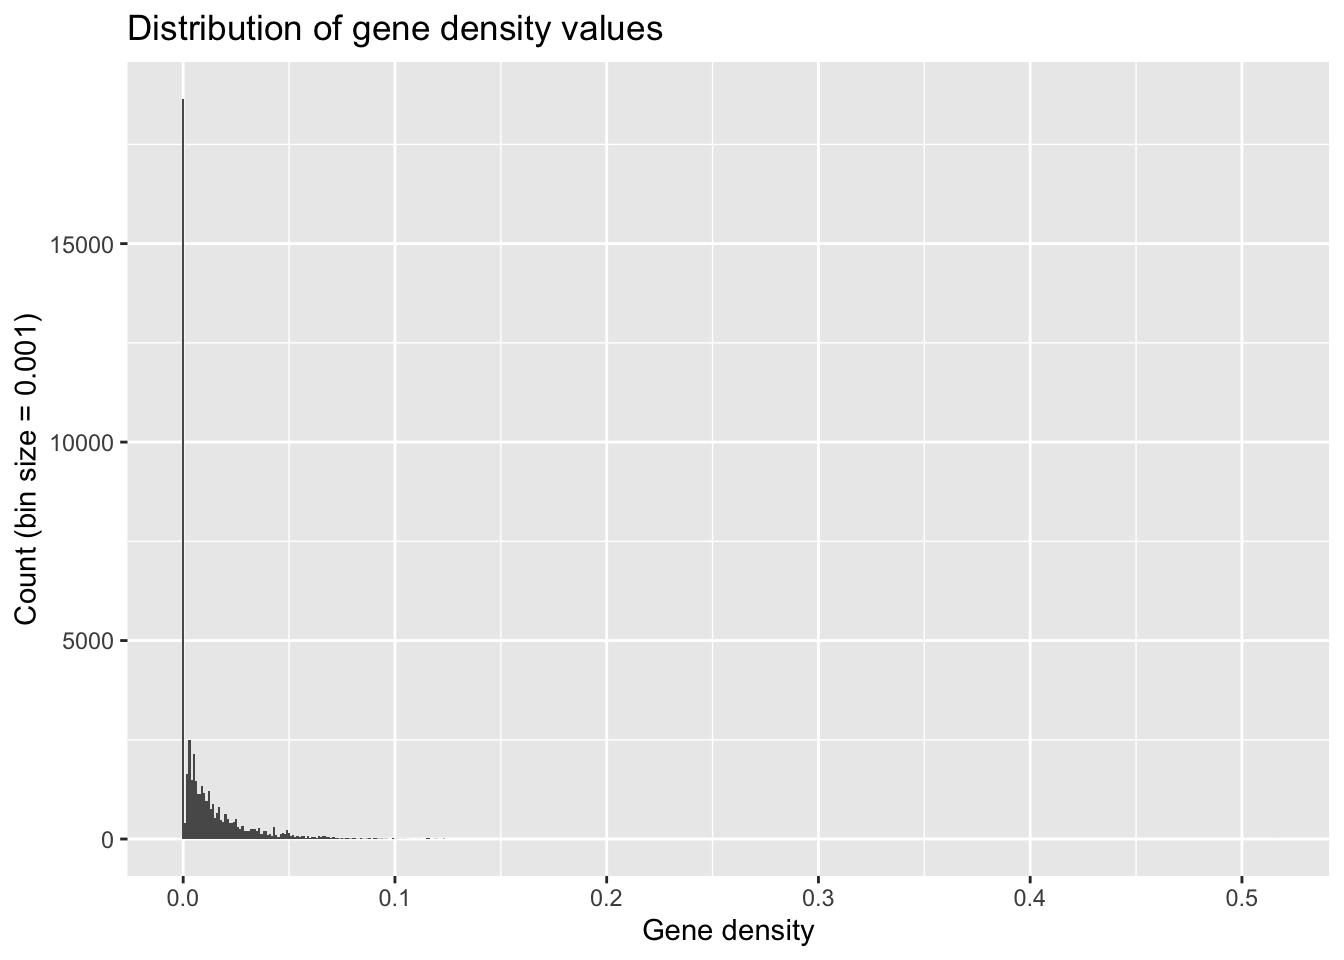 Distribution of gene density values
Count (bin size = 0.001)
15000
10000
5000
0
0.0 0.1 0.2 0.3 0.4 0.5
Gene density